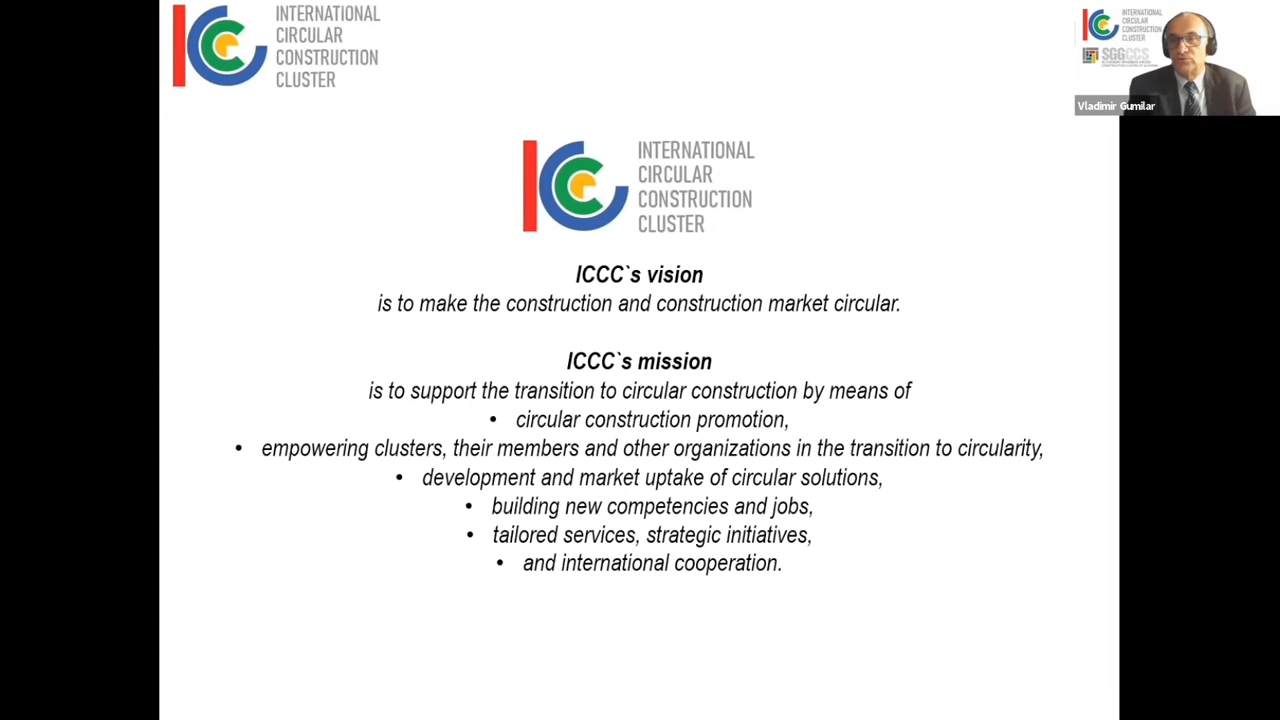 INTERNATIONAL
CIRCULAR
CONSTRUCTION
CLUSTER
INTERNATIONAL
CIRCULAR
CONSTRUCTION
CLUSTER
SGGCCS
Vladimir Gumilar
INTERNATIONAL
CIRCULAR
CONSTRUCTION
CLUSTER
ICCC`s vision
is to make the construction and construction market circular.
ICCC`s mission
is to support the transition to circular construction by means of
• circular construction promotion,
• empowering clusters, their members and other organizations in the transition to circularity,
• development and market uptake of circular solutions,
• building new competencies and jobs,
• tailored services, strategic initiatives,
• and international cooperation.